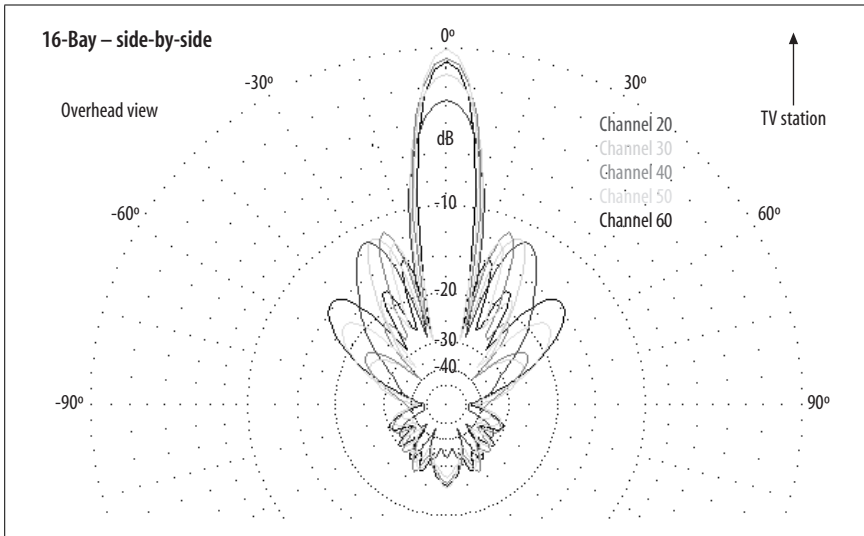 16-Bay – side-by-side
0º
-30º
30º
Overhead view
TV station
Channel 20
dB
Channel 30
Channel 40
Channel 50
-10
-60º
60º
Channel 60
-20
-30
-40
-90º
90º